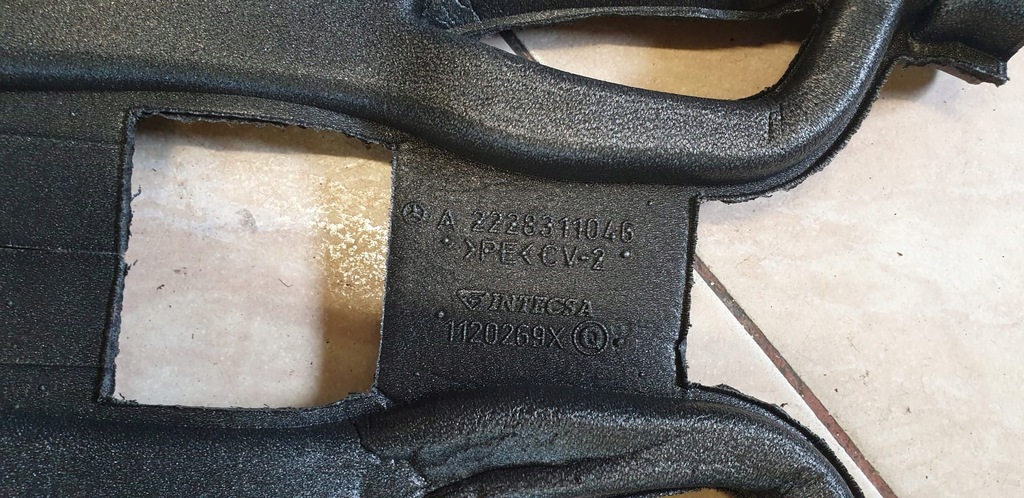 A 2228311046
>PE< CV-2
INTECSA
1120269X Q